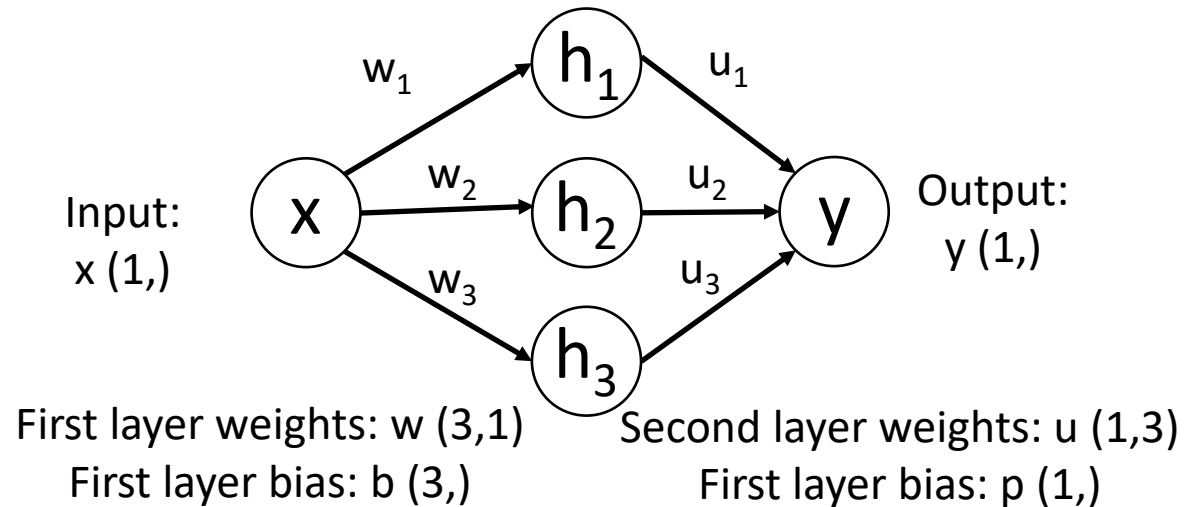 w₁
h₁
u₁
Input:
x (1,)
x
w₂
h₂
u₂
y
Output:
y (1,)
w₃
h₃
u₃
First layer weights: w (3,1)
First layer bias: b (3,)
Second layer weights: u (1,3)
First layer bias: p (1,)